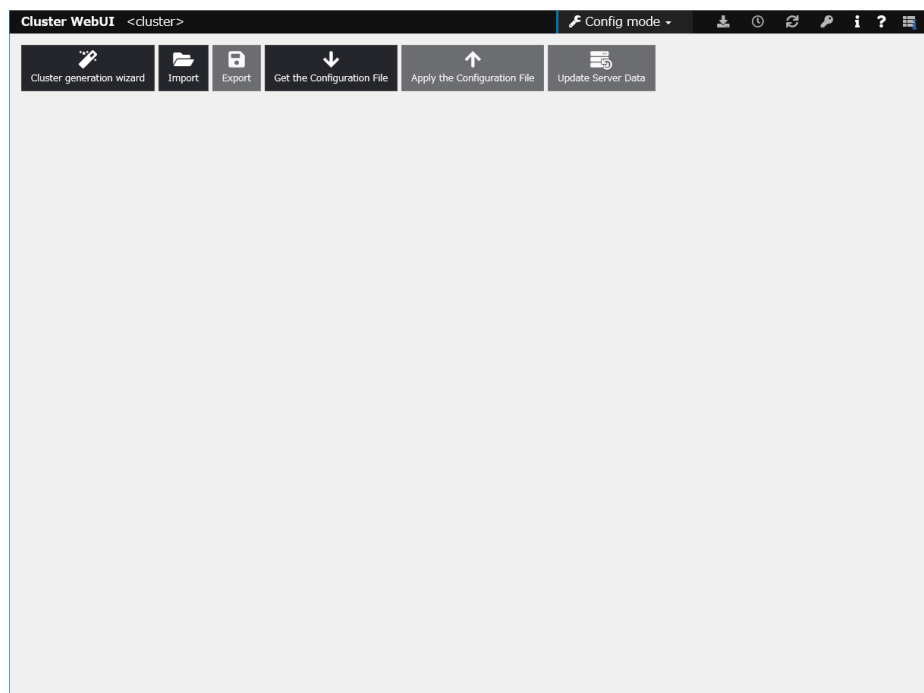 Cluster WebUI <cluster> Config mode
Cluster generation wizard Import Export Get the Configuration File Apply the Configuration File Update Server Data